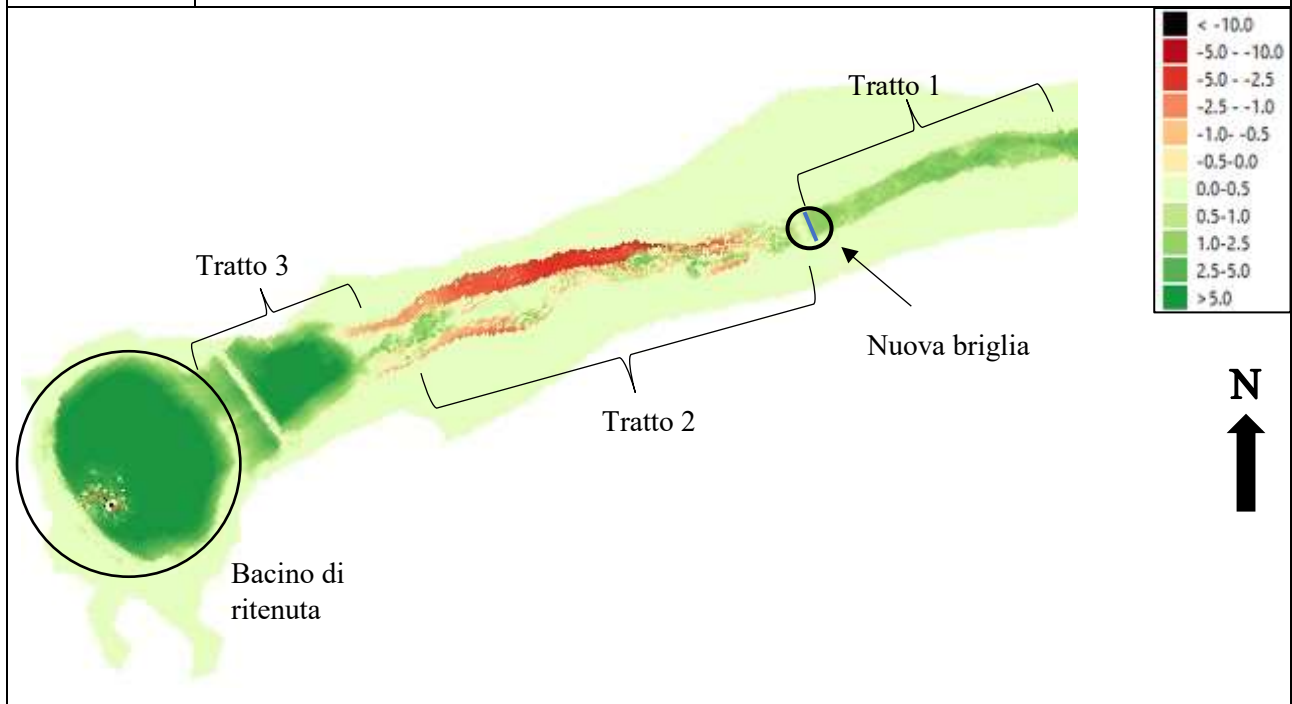 < -10.0
-5.0 - -10.0
-5.0 - -2.5
-2.5 - -1.0
-1.0- -0.5
-0.5-0.0
0.0-0.5
0.5-1.0
1.0-2.5
2.5-5.0
>5.0
Tratto 1
Tratto 3
Nuova briglia
Tratto 2
N
Bacino di
ritenuta